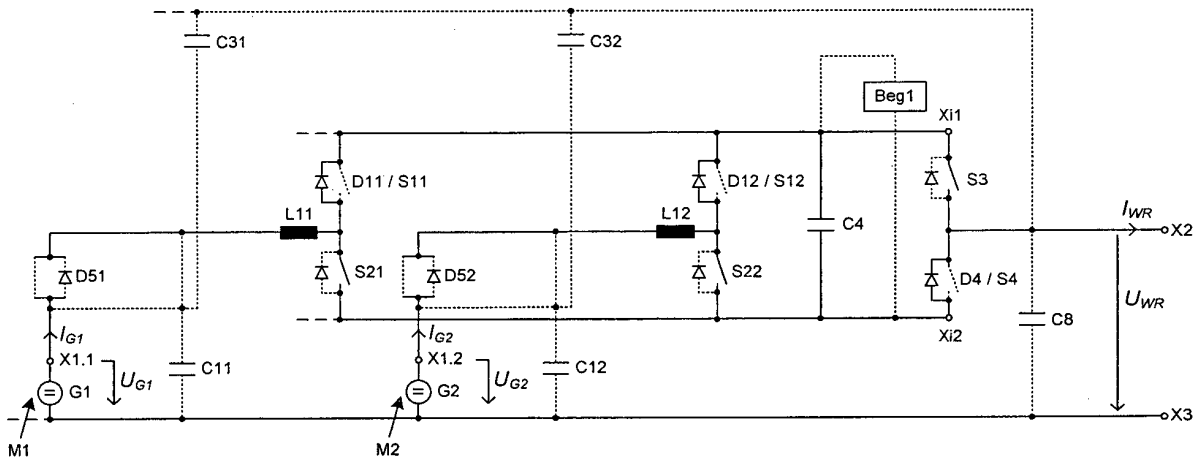 C31
C32
Beg1
Xi1
D11 / S11
D12 / S12
S3
L11
L12
C4
I_WR
X2
D51
S21
D52
S22
D4 / S4
U_WR
I_G1
I_G2
Xi2
C8
X1.1
C11
X1.2
C12
U_G1
U_G2
G1
G2
X3
M1
M2